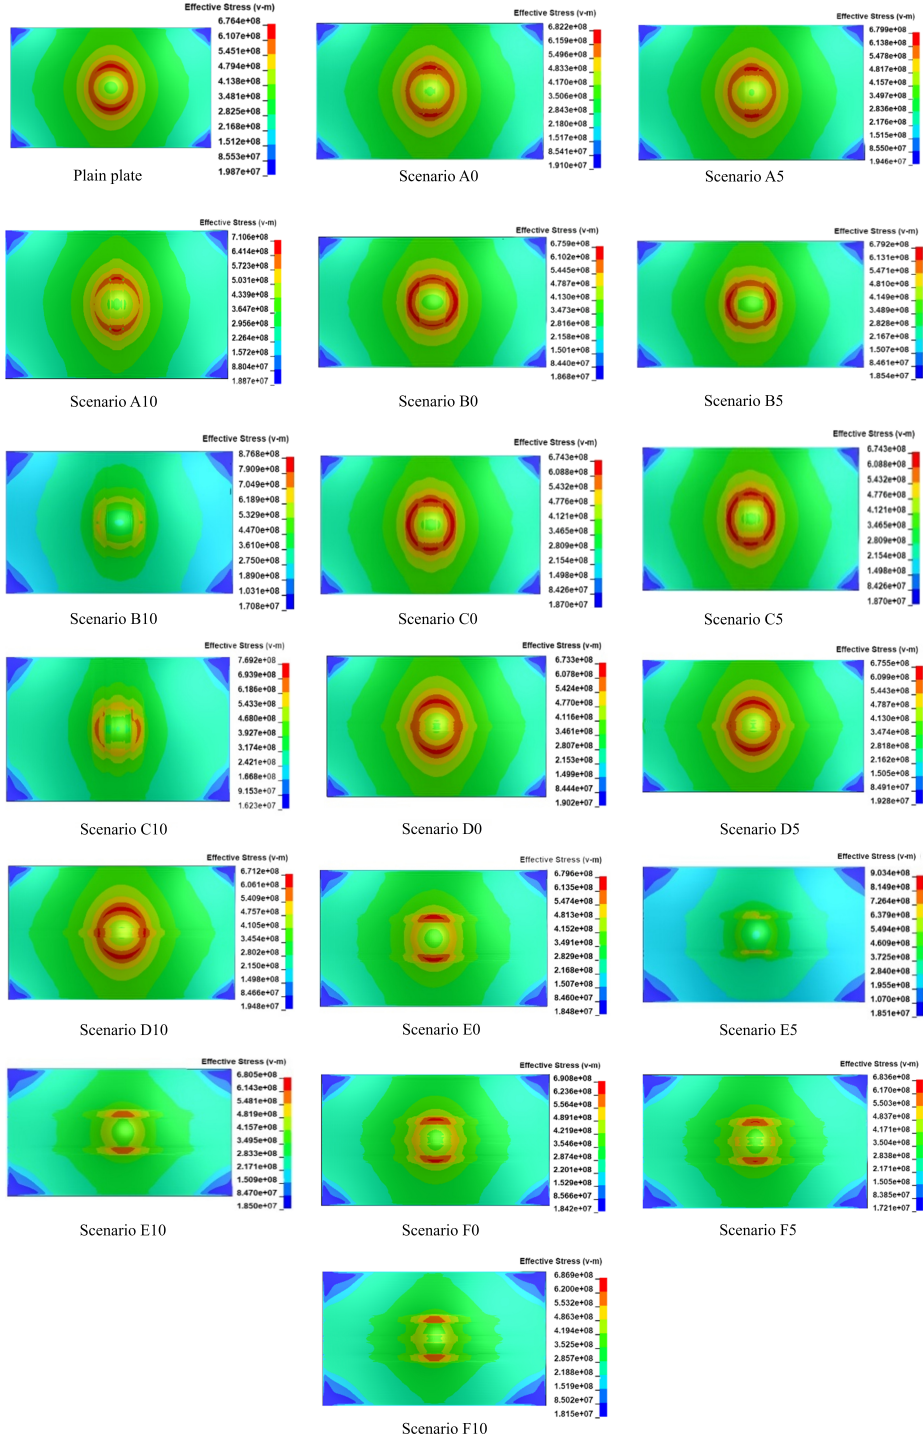 Effective Stress (v-m)
6.764e+08
6.107e+08
5.451e+08
4.794e+08
4.138e+08
3.481e+08
2.825e+08
2.168e+08
1.512e+08
8.553e+07
1.987e+07
Plain plate
Effective Stress (v-m)
6.822e+08
6.159e+08
5.496e+08
4.833e+08
4.170e+08
3.506e+08
2.843e+08
2.180e+08
1.517e+08
8.541e+07
1.910e+07
Scenario A0
Effective Stress (v-m)
6.799e+08
6.138e+08
5.478e+08
4.817e+08
4.157e+08
3.497e+08
2.836e+08
2.176e+08
1.515e+08
8.550e+07
1.946e+07
Scenario A5
Effective Stress (v-m)
7.106e+08
6.414e+08
5.723e+08
5.031e+08
4.339e+08
3.647e+08
2.956e+08
2.264e+08
1.572e+08
8.804e+07
1.887e+07
Scenario A10
Effective Stress (v-m)
6.759e+08
6.102e+08
5.445e+08
4.787e+08
4.130e+08
3.473e+08
2.816e+08
2.158e+08
1.501e+08
8.440e+07
1.868e+07
Scenario B0
Effective Stress (v-m)
6.792e+08
6.131e+08
5.471e+08
4.810e+08
4.149e+08
3.489e+08
2.828e+08
2.167e+08
1.507e+08
8.461e+07
1.854e+07
Scenario B5
Effective Stress (v-m)
8.768e+08
7.909e+08
7.049e+08
6.189e+08
5.329e+08
4.470e+08
3.610e+08
2.750e+08
1.890e+08
1.031e+08
1.708e+07
Scenario B10
Effective Stress (v-m)
6.743e+08
6.088e+08
5.432e+08
4.776e+08
4.121e+08
3.465e+08
2.809e+08
2.154e+08
1.498e+08
8.426e+07
1.870e+07
Scenario C0
Effective Stress (v-m)
6.743e+08
6.088e+08
5.432e+08
4.776e+08
4.121e+08
3.465e+08
2.809e+08
2.154e+08
1.498e+08
8.426e+07
1.870e+07
Scenario C5
Effective Stress (v-m)
7.692e+08
6.939e+08
6.186e+08
5.433e+08
4.680e+08
3.927e+08
3.174e+08
2.421e+08
1.668e+08
9.153e+07
1.623e+07
Scenario C10
Effective Stress (v-m)
6.733e+08
6.078e+08
5.424e+08
4.770e+08
4.116e+08
3.461e+08
2.807e+08
2.153e+08
1.499e+08
8.444e+07
1.902e+07
Scenario D0
Effective Stress (v-m)
6.755e+08
6.099e+08
5.443e+08
4.787e+08
4.130e+08
3.474e+08
2.818e+08
2.162e+08
1.505e+08
8.491e+07
1.928e+07
Scenario D5
Effective Stress (v-m)
6.712e+08
6.061e+08
5.409e+08
4.757e+08
4.105e+08
3.454e+08
2.802e+08
2.150e+08
1.498e+08
8.466e+07
1.948e+07
Scenario D10
Effective Stress (v-m)
6.796e+08
6.135e+08
5.474e+08
4.813e+08
4.152e+08
3.491e+08
2.829e+08
2.168e+08
1.507e+08
8.460e+07
1.848e+07
Scenario E0
Effective Stress (v-m)
9.034e+08
8.149e+08
7.264e+08
6.379e+08
5.494e+08
4.609e+08
3.725e+08
2.840e+08
1.955e+08
1.070e+08
1.851e+07
Scenario E5
Effective Stress (v-m)
6.805e+08
6.143e+08
5.481e+08
4.819e+08
4.157e+08
3.495e+08
2.833e+08
2.171e+08
1.509e+08
8.470e+07
1.850e+07
Scenario E10
Effective Stress (v-m)
6.908e+08
6.236e+08
5.564e+08
4.891e+08
4.219e+08
3.546e+08
2.874e+08
2.201e+08
1.529e+08
8.566e+07
1.842e+07
Scenario F0
Effective Stress (v-m)
6.836e+08
6.170e+08
5.503e+08
4.837e+08
4.171e+08
3.504e+08
2.838e+08
2.171e+08
1.505e+08
8.385e+07
1.721e+07
Scenario F5
Effective Stress (v-m)
6.869e+08
6.200e+08
5.532e+08
4.863e+08
4.194e+08
3.525e+08
2.857e+08
2.188e+08
1.519e+08
8.502e+07
1.815e+07
Scenario F10